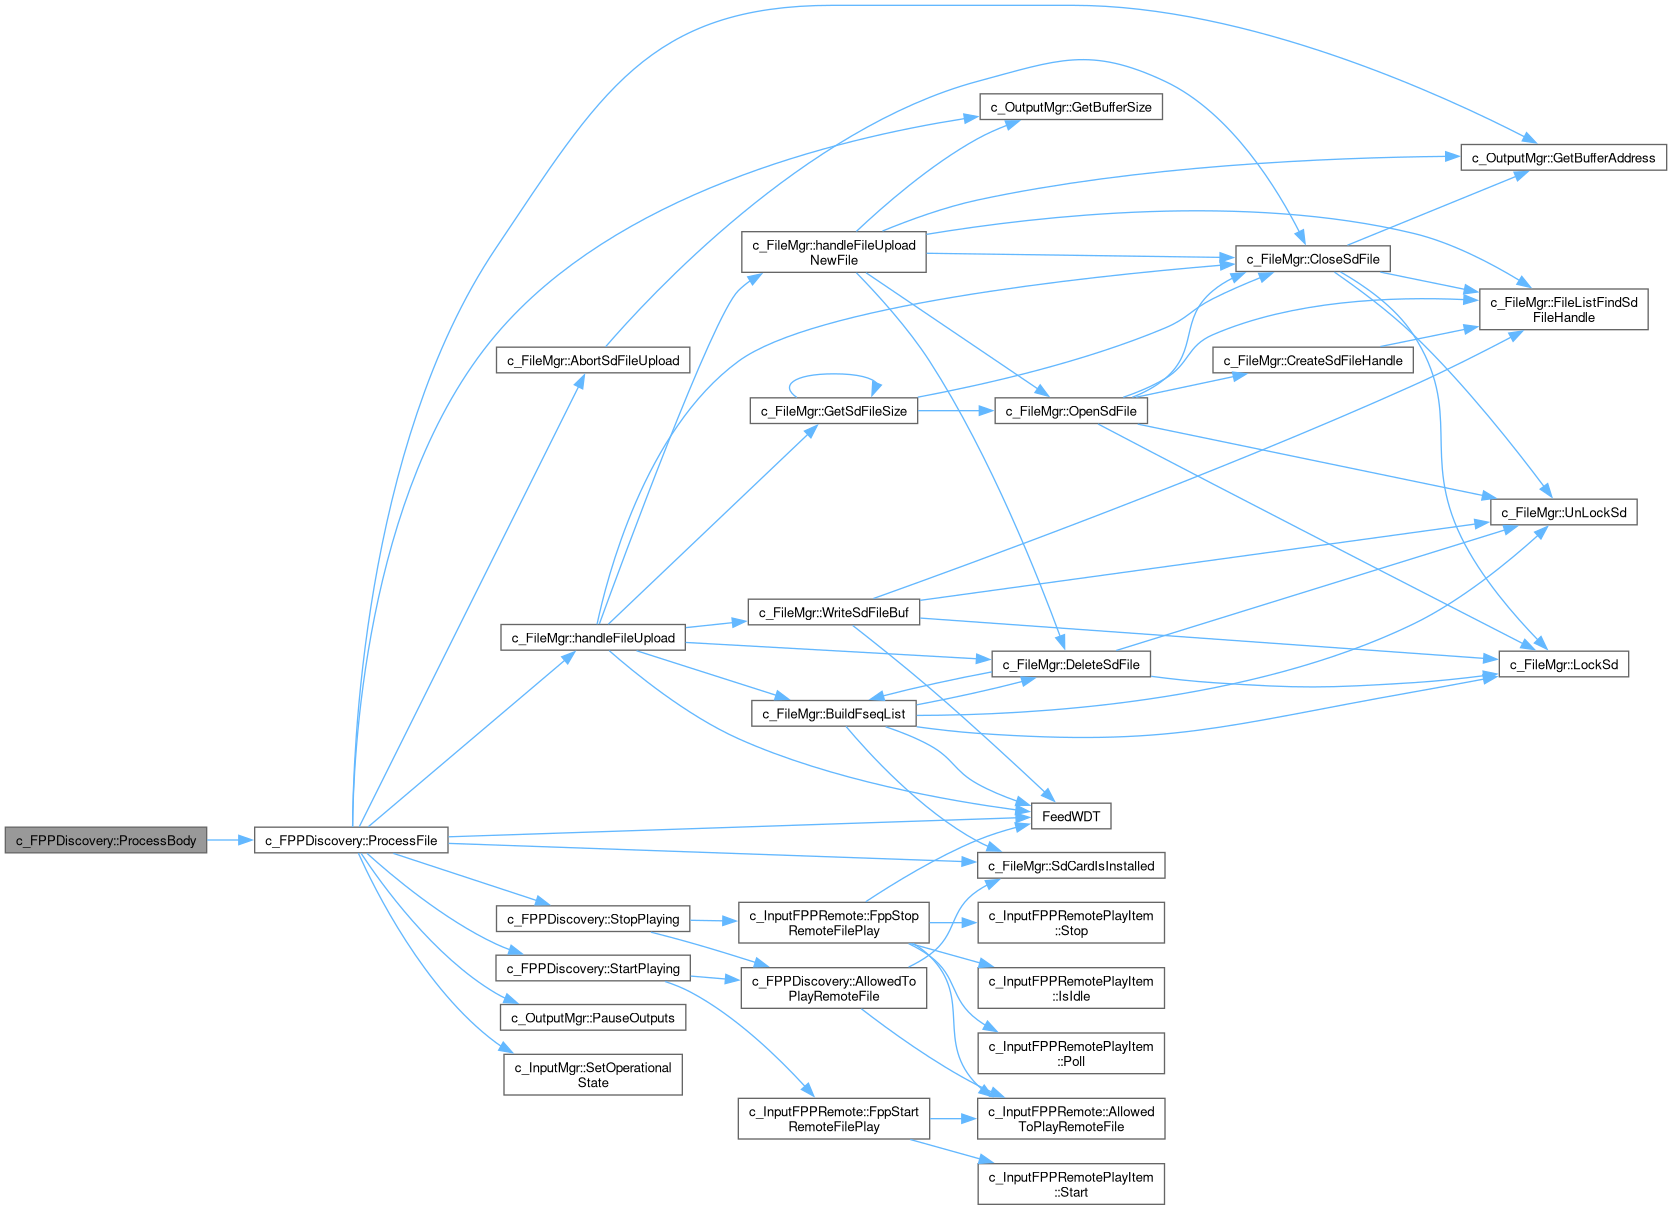 c_OutputMgr::GetBufferSize
c_OutputMgr::GetBufferAddress
c_FileMgr::handleFileUpload
NewFile
c_FileMgr::CloseSdFile
c_FileMgr::FileListFindSd
FileHandle
c_FileMgr::AbortSdFileUpload
c_FileMgr::CreateSdFileHandle
c_FileMgr::GetSdFileSize
c_FileMgr::OpenSdFile
c_FileMgr::UnLockSd
c_FileMgr::WriteSdFileBuf
c_FileMgr::handleFileUpload
c_FileMgr::DeleteSdFile
c_FileMgr::LockSd
c_FileMgr::BuildFseqList
FeedWDT
c_FPPDiscovery::ProcessBody
c_FPPDiscovery::ProcessFile
c_FileMgr::SdCardIsInstalled
c_FPPDiscovery::StopPlaying
c_InputFPPRemote::FppStop
RemoteFilePlay
c_InputFPPRemotePlayItem
::Stop
c_FPPDiscovery::StartPlaying
c_FPPDiscovery::AllowedTo
PlayRemoteFile
c_InputFPPRemotePlayItem
::IsIdle
c_OutputMgr::PauseOutputs
c_InputFPPRemotePlayItem
::Poll
c_InputMgr::SetOperational
State
c_InputFPPRemote::FppStart
RemoteFilePlay
c_InputFPPRemote::Allowed
ToPlayRemoteFile
c_InputFPPRemotePlayItem
::Start